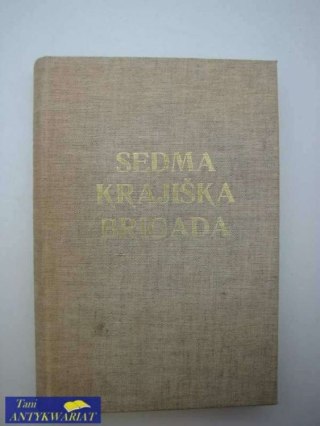 SEDMA
KRAJIŠKA
BRIGADA
Tani
ANTYKWARIAT